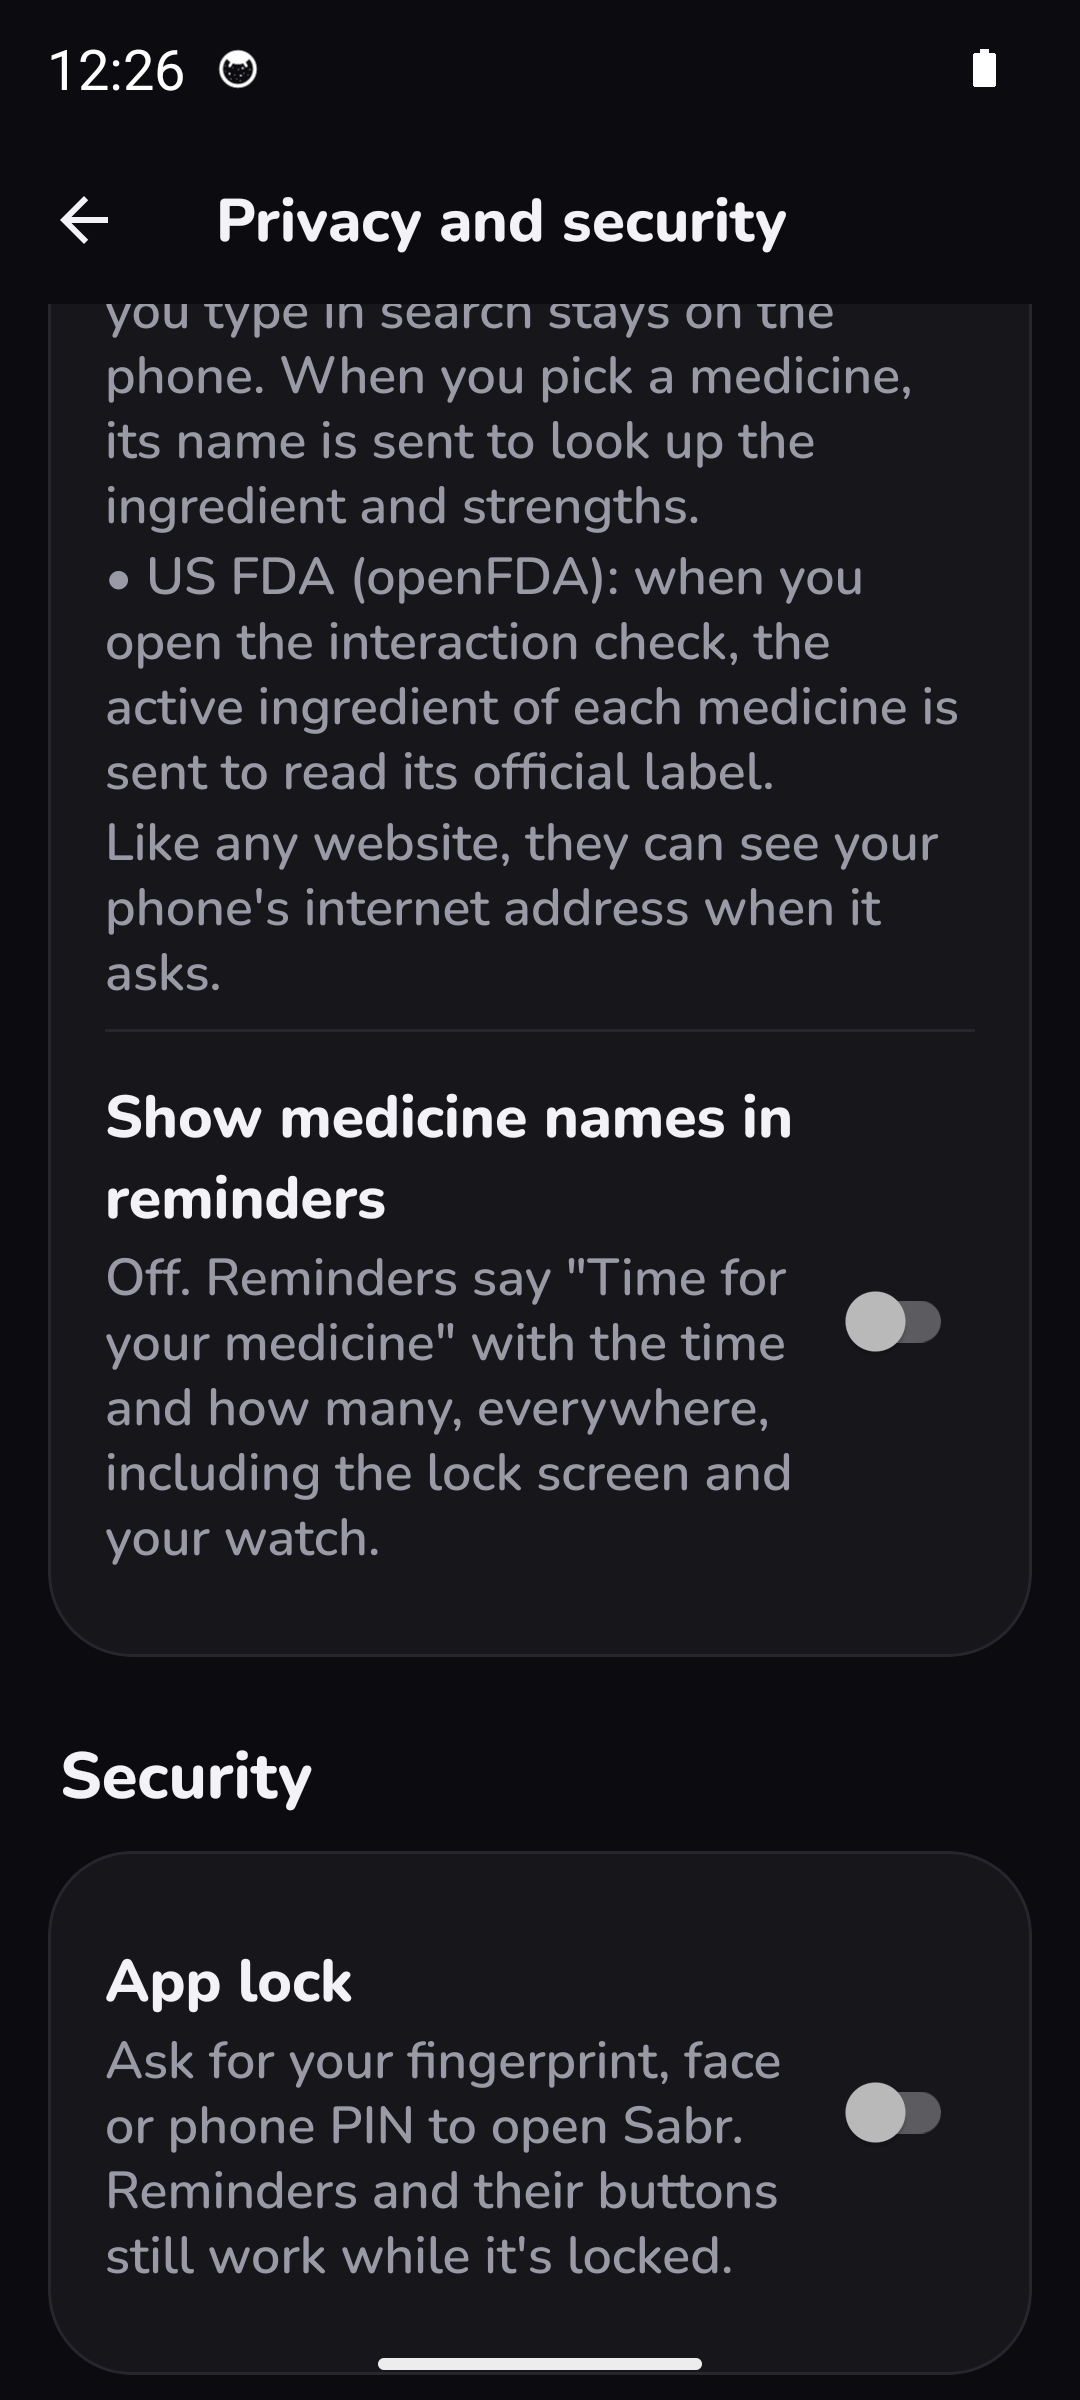 12:26
Privacy and security
you type in search stays on the
phone. When you pick a medicine,
its name is sent to look up the
ingredient and strengths.
• US FDA (openFDA): when you
open the interaction check, the
active ingredient of each medicine is
sent to read its official label.
Like any website, they can see your
phone's internet address when it
asks.
Show medicine names in
reminders
Off. Reminders say "Time for
your medicine" with the time
and how many, everywhere,
including the lock screen and
your watch.
Security
App lock
Ask for your fingerprint, face
or phone PIN to open Sabr.
Reminders and their buttons
still work while it's locked.